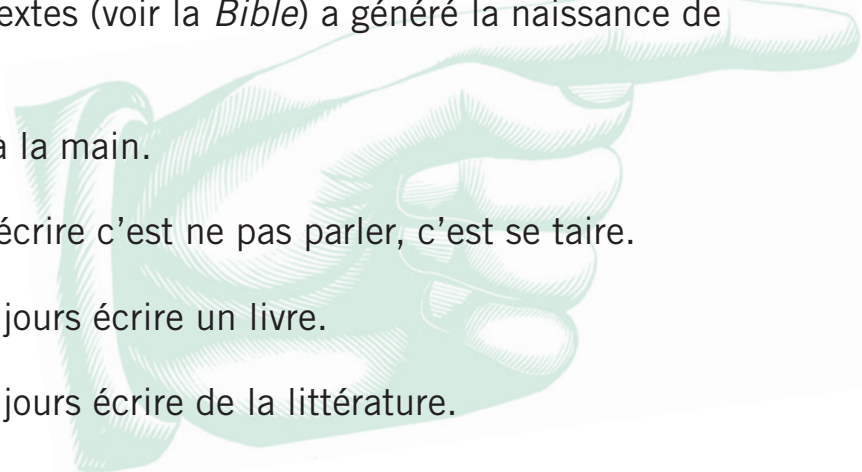 extes (voir la Bible) a généré la naissance de
à la main.
écrire c’est ne pas parler, c’est se taire.
jours écrire un livre.
jours écrire de la littérature.